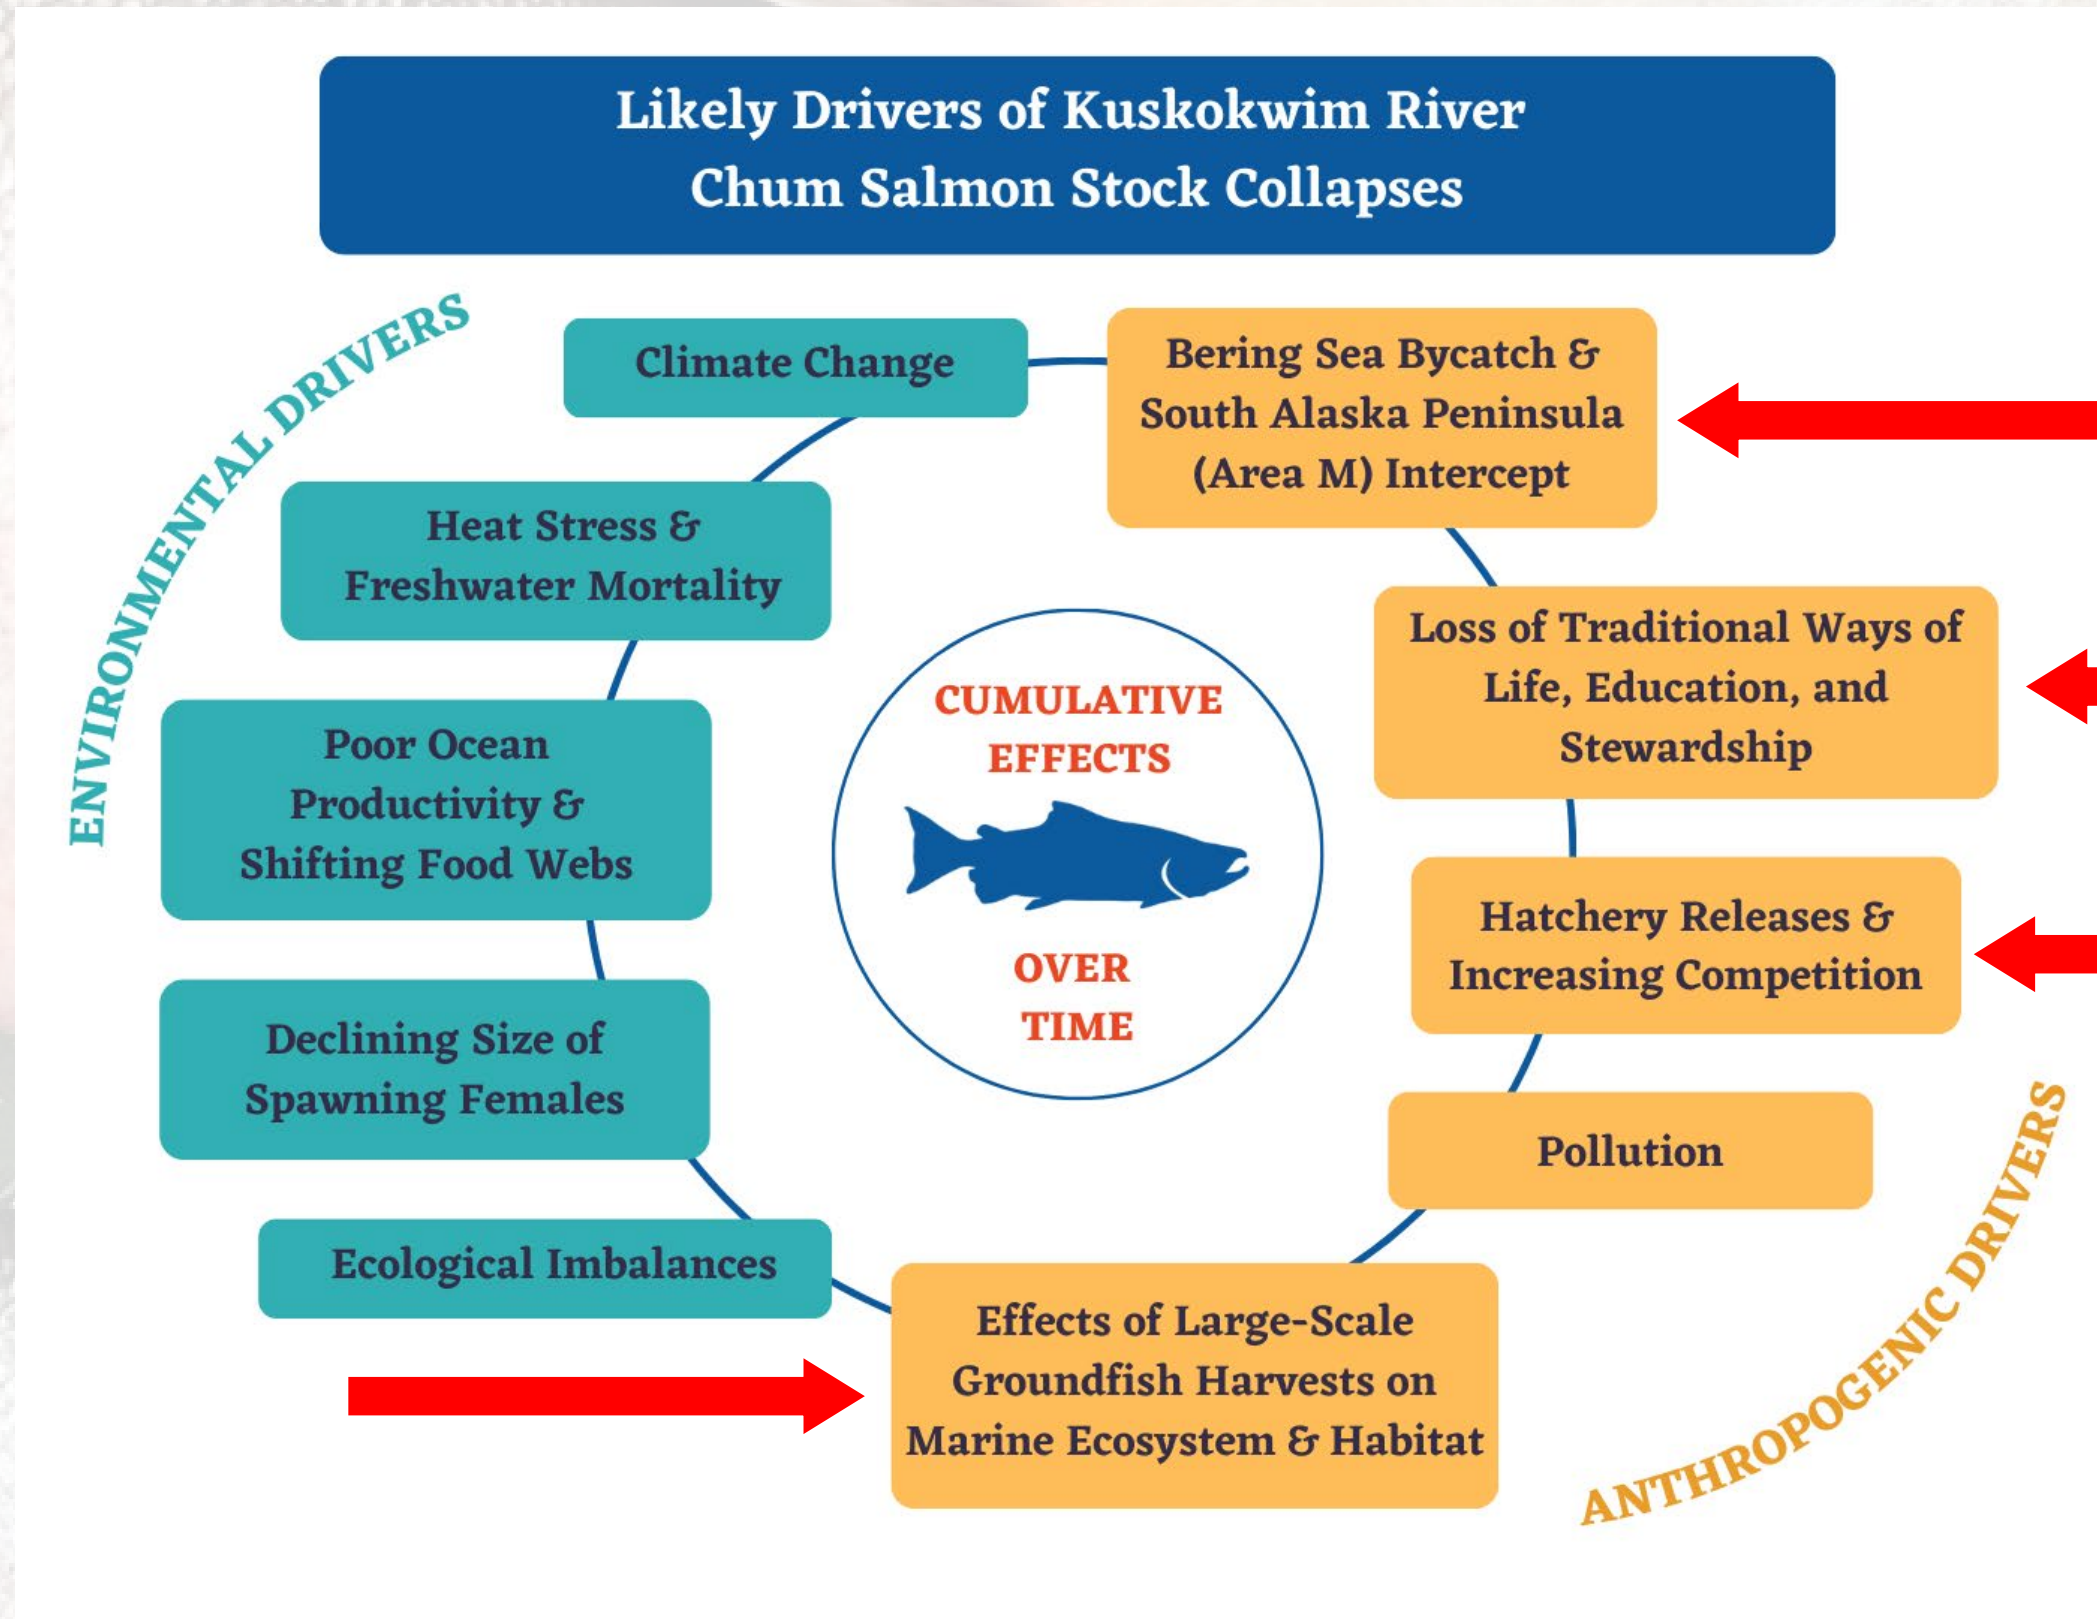 Likely Drivers of Kuskokwim River
Chum Salmon Stock Collapses
ENVIRONMENTAL DRIVERS
Climate Change
Heat Stress &
Freshwater Mortality
Poor Ocean
Productivity &
Shifting Food Webs
Declining Size of
Spawning Females
Ecological Imbalances
CUMULATIVE
EFFECTS
OVER
TIME
Bering Sea Bycatch &
South Alaska Peninsula
(Area M) Intercept
Loss of Traditional Ways of
Life, Education, and
Stewardship
Hatchery Releases &
Increasing Competition
Pollution
Effects of Large-Scale
Groundfish Harvests on
Marine Ecosystem & Habitat
ANTHROPOGENIC DRIVERS